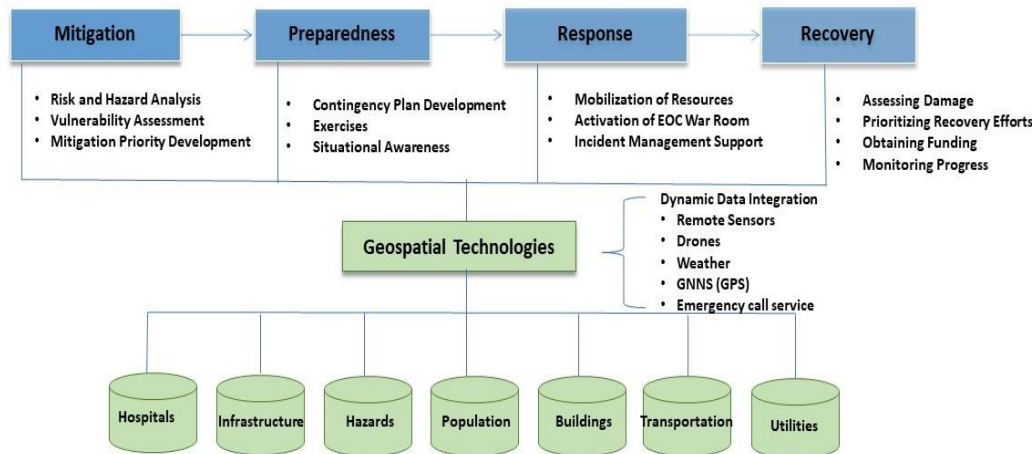 Mitigation
Preparedness
Response
Recovery
• Risk and Hazard Analysis
• Vulnerability Assessment
• Mitigation Priority Development
• Contingency Plan Development
• Exercises
• Situational Awareness
• Mobilization of Resources
• Activation of EOC War Room
• Incident Management Support
• Assessing Damage
• Prioritizing Recovery Efforts
• Obtaining Funding
• Monitoring Progress
Geospatial Technologies
Dynamic Data Integration
• Remote Sensors
• Drones
• Weather
• GNNS (GPS)
• Emergency call service
Hospitals
Infrastructure
Hazards
Population
Buildings
Transportation
Utilities